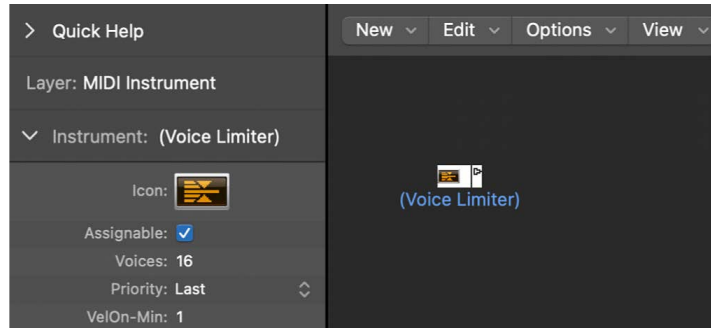 Quick Help
Layer: MIDI Instrument
Instrument: (Voice Limiter)
Icon:
Assignable:
Voices: 16
Priority: Last
VelOn-Min: 1
New Edit Options View
(Voice Limiter)